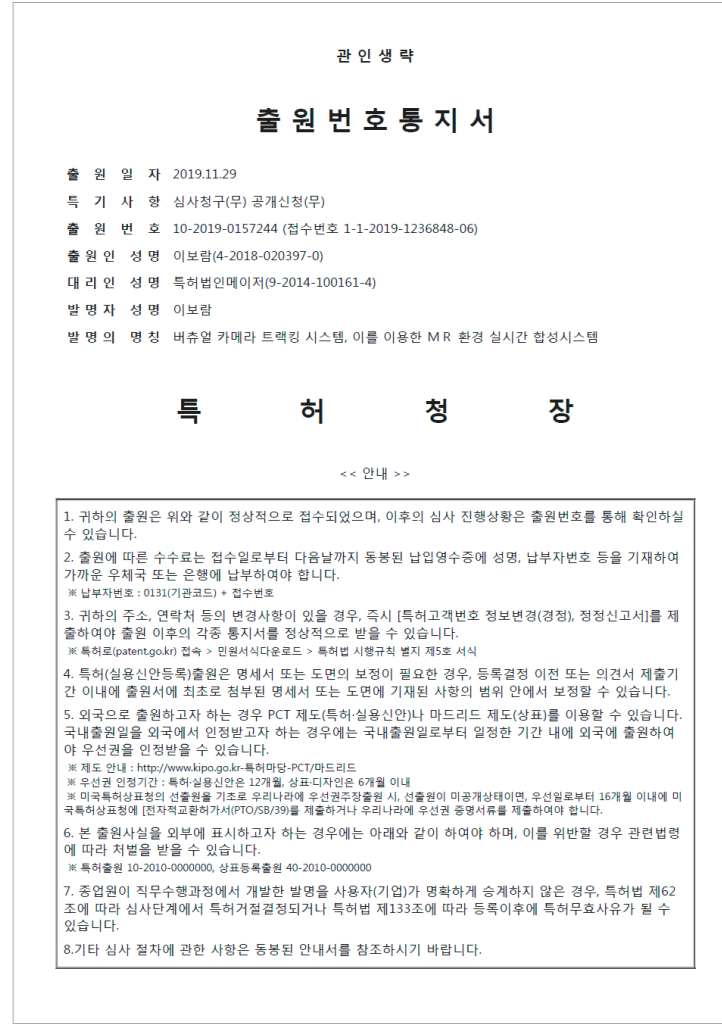 관 인 생 략
출 원 번 호 통 지 서
출 원 일 자 2019.11.29
특 기 사 항 심사청구(무) 공개신청(무)
출 원 번 호 10-2019-0157244 (접수번호 1-1-2019-1236848-06)
출 원 인 성 명 이보람(4-2018-020397-0)
대 리 인 성 명 특허법인메이저(9-2014-100161-4)
발 명 자 성 명 이보람
발 명 의 명 칭 버츄얼 카메라 트랙킹 시스템, 이를 이용한 M R 환경 실시간 합성시스템
특 허 청 장
<< 안내 >>
1. 귀하의 출원은 위와 같이 정상적으로 접수되었으며, 이후의 심사 진행상황은 출원번호를 통해 확인하실
수 있습니다.
2. 출원에 따른 수수료는 접수일로부터 다음날까지 동봉된 납입영수증에 성명, 납부자번호 등을 기재하여
가까운 우체국 또는 은행에 납부하여야 합니다.
※ 납부자번호 : 0131(기관코드) + 접수번호
3. 귀하의 주소, 연락처 등의 변경사항이 있을 경우, 즉시 [특허고객번호 정보변경(경정), 정정신고서]를 제
출하여야 출원 이후의 각종 통지서를 정상적으로 받을 수 있습니다.
※ 특허로(patent.go.kr) 접속 > 민원서식다운로드 > 특허법 시행규칙 별지 제5호 서식
4. 특허(실용신안등록)출원은 명세서 또는 도면의 보정이 필요한 경우, 등록결정 이전 또는 의견서 제출기
간 이내에 출원서에 최초로 첨부된 명세서 또는 도면에 기재된 사항의 범위 안에서 보정할 수 있습니다.
5. 외국으로 출원하고자 하는 경우 PCT 제도(특허·실용신안)나 마드리드 제도(상표)를 이용할 수 있습니다.
국내출원일을 외국에서 인정받고자 하는 경우에는 국내출원일로부터 일정한 기간 내에 외국에 출원하여
야 우선권을 인정받을 수 있습니다.
※ 제도 안내 : http://www.kipo.go.kr-특허마당-PCT/마드리드
※ 우선권 인정기간 : 특허·실용신안은 12개월, 상표·디자인은 6개월 이내
※ 미국특허상표청의 선출원을 기초로 우리나라에 우선권주장출원 시, 선출원이 미공개상태이면, 우선일로부터 16개월 이내에 미
국특허상표청에 [전자적교환허가서(PTO/SB/39)를 제출하거나 우리나라에 우선권 증명서류를 제출하여야 합니다.
6. 본 출원사실을 외부에 표시하고자 하는 경우에는 아래와 같이 하여야 하며, 이를 위반할 경우 관련법령
에 따라 처벌을 받을 수 있습니다.
※ 특허출원 10-2010-0000000, 상표등록출원 40-2010-0000000
7. 종업원이 직무수행과정에서 개발한 발명을 사용자(기업)가 명확하게 승계하지 않은 경우, 특허법 제62
조에 따라 심사단계에서 특허거절결정되거나 특허법 제133조에 따라 등록이후에 특허무효사유가 될 수
있습니다.
8.기타 심사 절차에 관한 사항은 동봉된 안내서를 참조하시기 바랍니다.